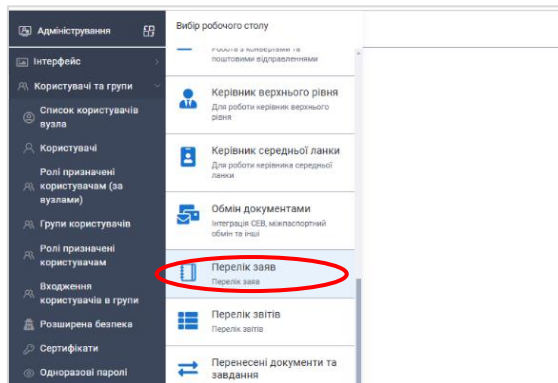 Адміністрування
Інтерфейс
Користувачі та групи
Список користувачів
вузла
Користувачі
Ролі призначені
користувачам (за
вузлами)
Групи користувачів
Ролі призначені
користувачам
Входження
користувачів в групи
Розширена безпека
Сертифікати
Одноразові паролі
Вибір робочого столу
Робота з конвертами та
поштовими відправленнями
Керівник верхнього рівня
Для роботи керівник верхнього
рівня
Керівник середньої ланки
Для роботи керівника середньої
ланки
Обмін документами
Інтеграція СЕВ, міжпаспортний
обмін та інші
Перелік заяв
Перелік заяв
Перелік звітів
Перелік звітів
Перенесені документи та
завдання